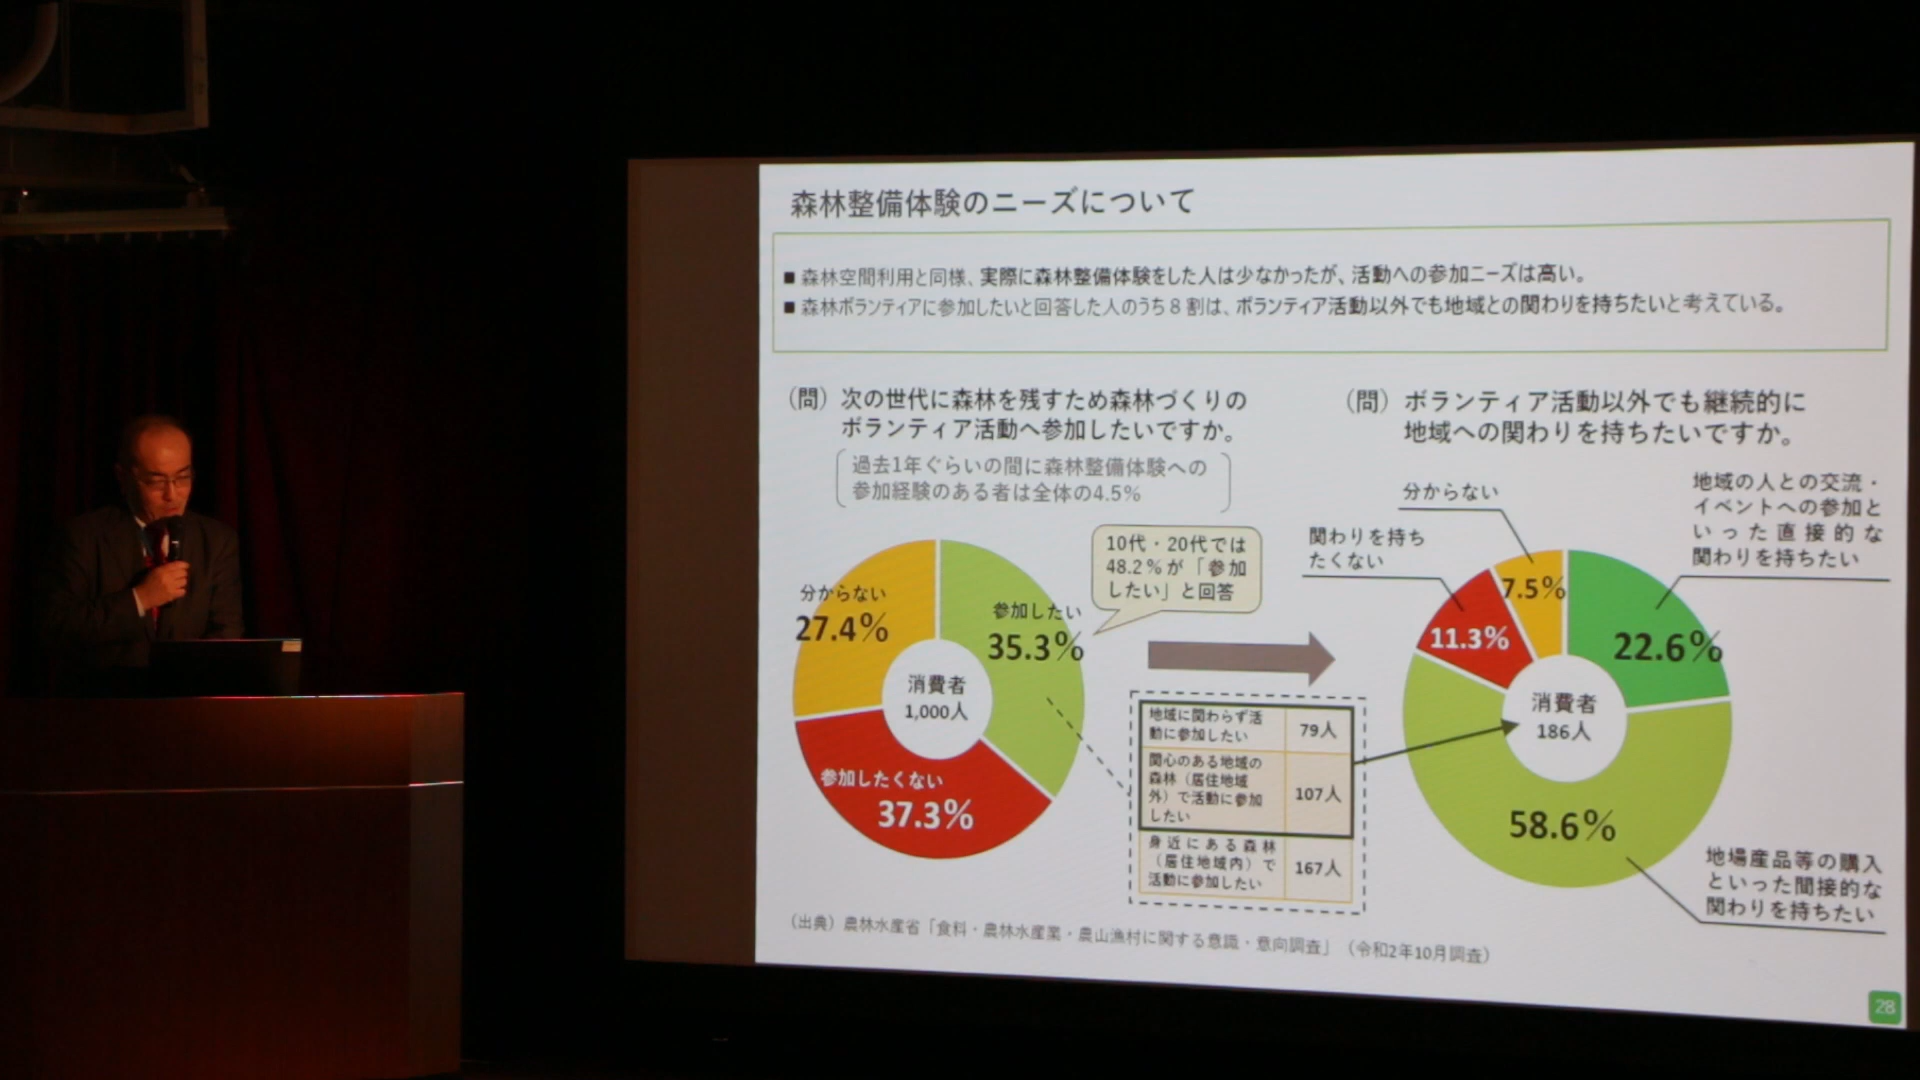 森林整備体験のニーズについて
■ 森林空間利用と同様、実際に森林整備体験をした人は少なかったが、活動への参加ニーズは高い。
■ 森林ボランティアに参加したいと回答した人のうち８割は、ボランティア活動以外でも地域との関わりを持ちたいと考えている。
（問）次の世代に森林を残すため森林づくりの
ボランティア活動へ参加したいですか。
過去1年ぐらいの間に森林整備体験への
参加経験のある者は全体の4.5%
10代・20代では
48.2%が「参加
したい」と回答
分からない
27.4%
参加したい
35.3%
消費者
1,000人
参加したくない
37.3%
地域に関わらず活
動に参加したい
79人
関心のある地域の
森林（居住地域
外）で活動に参加
したい
107人
身近にある森林
（居住地域内）で
活動に参加したい
167人
（問）ボランティア活動以外でも継続的に
地域への関わりを持ちたいですか。
分からない
7.5%
関わりを持ち
たくない
11.3%
地域の人との交流・
イベントへの参加と
いった直接的な
関わりを持ちたい
22.6%
消費者
186人
58.6%
地場産品等の購入
といった間接的な
関わりを持ちたい
（出典）農林水産省「食料・農林水産業・農山漁村に関する意識・意向調査」（令和2年10月調査）
28